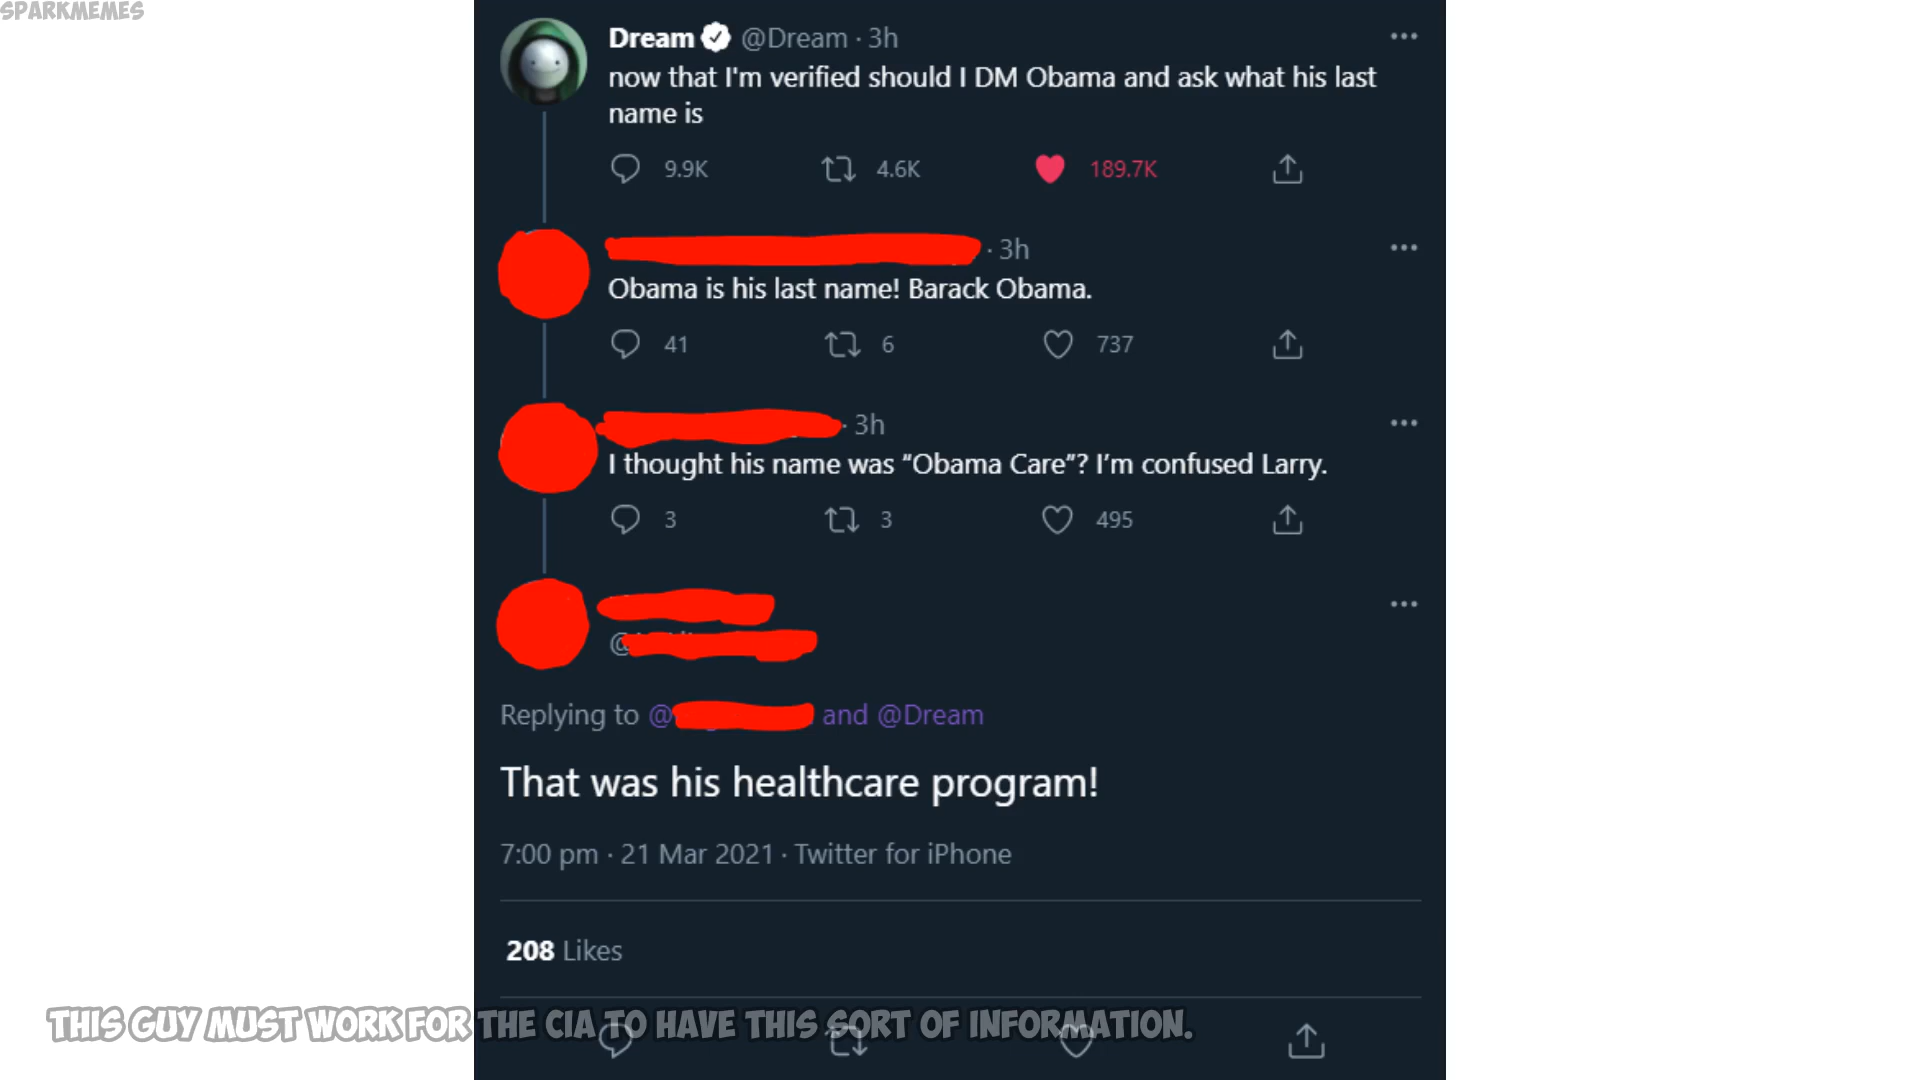 SPARKMEMES
Dream @Dream · 3h
now that I'm verified should I DM Obama and ask what his last
name is
9.9K 4.6K 189.7K
· 3h
Obama is his last name! Barack Obama.
41 6 737
· 3h
I thought his name was “Obama Care”? I’m confused Larry.
3 3 495
@
Replying to @ and @Dream
That was his healthcare program!
7:00 pm · 21 Mar 2021 · Twitter for iPhone
208 Likes
THIS GUY MUST WORK FOR THE CIA TO HAVE THIS SORT OF INFORMATION.